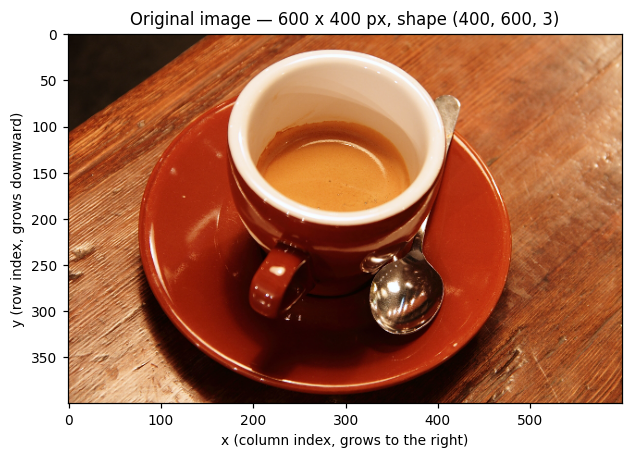 Original image — 600 x 400 px, shape (400, 600, 3)
0
50
100
150
200
250
300
350
y (row index, grows downward)
0 100 200 300 400 500
x (column index, grows to the right)